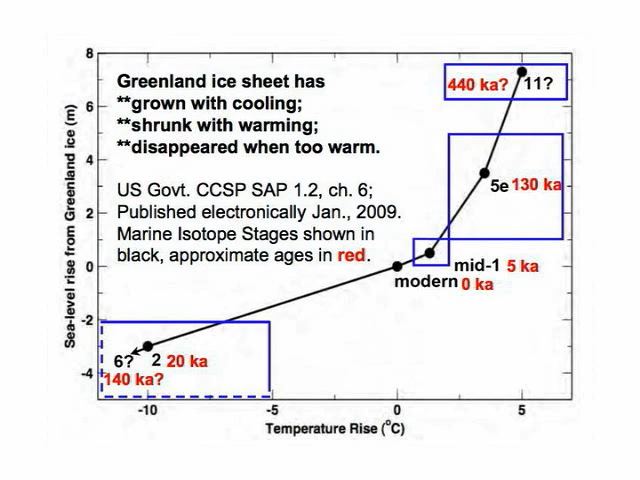 8
6
4
2
0
-2
-4
Sea-level rise from Greenland ice (m)
Greenland ice sheet has
**grown with cooling;
**shrunk with warming;
**disappeared when too warm.
US Govt. CCSP SAP 1.2, ch. 6;
Published electronically Jan., 2009.
Marine Isotope Stages shown in
black, approximate ages in red.
440 ka? 11?
5e 130 ka
mid-1 5 ka
modern 0 ka
6? 2 20 ka
140 ka?
-10 -5 0 5
Temperature Rise (°C)